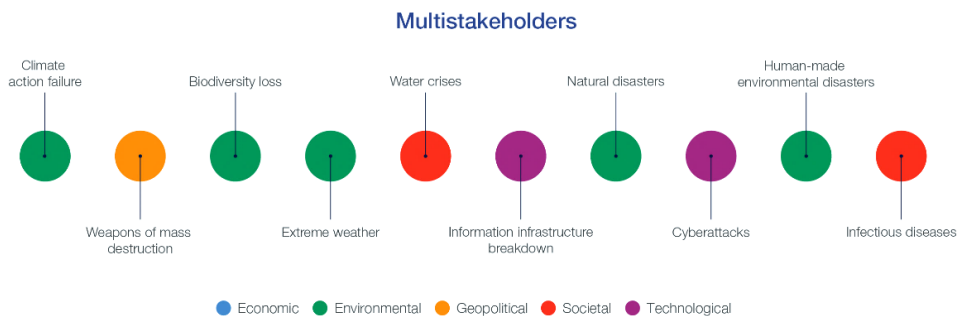 Multistakeholders
Climate
action failure
Biodiversity loss
Water crises
Natural disasters
Human-made
environmental disasters
Weapons of mass
destruction
Extreme weather
Information infrastructure
breakdown
Cyberattacks
Infectious diseases
Economic
Environmental
Geopolitical
Societal
Technological